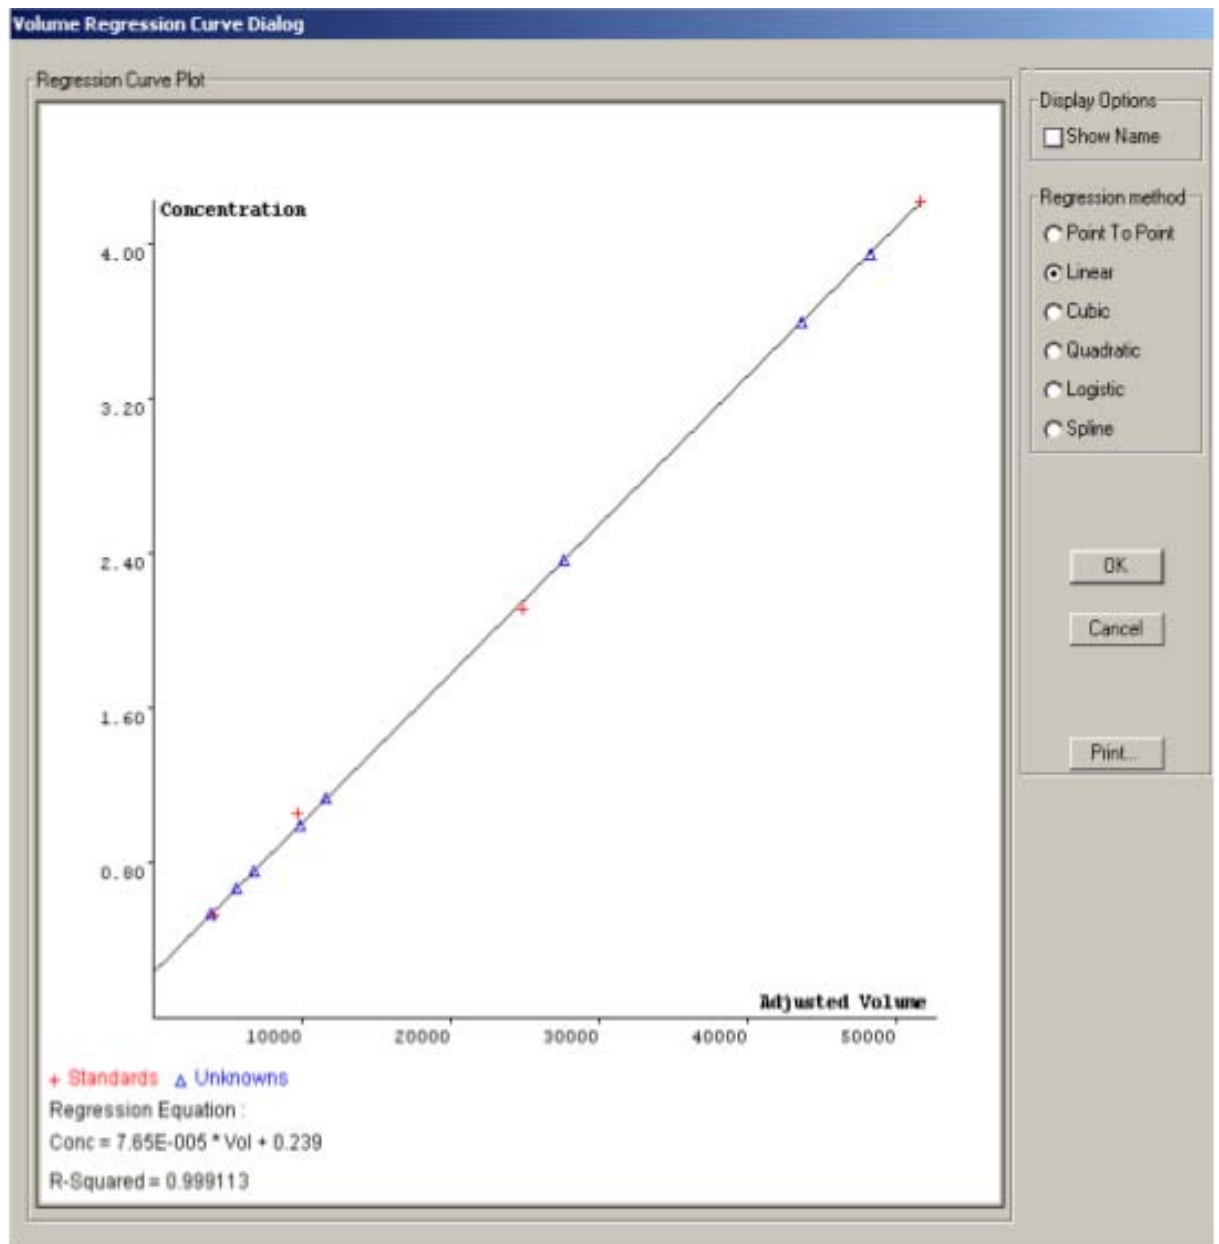 Volume Regression Curve Dialog
Regression Curve Plot
Concentration
4.00
3.20
2.40
1.60
0.80
Adjusted Volume
10000 20000 30000 40000 50000
+ Standards △ Unknowns
Regression Equation :
Conc = 7.65E-005 * Vol + 0.239
R-Squared = 0.999113
Display Options
Show Name
Regression method
Point To Point
Linear
Cubic
Quadratic
Logistic
Spline
OK
Cancel
Print...